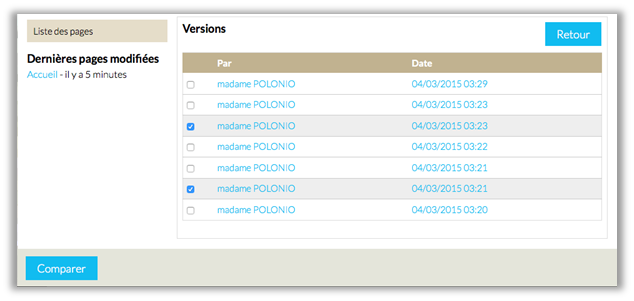 Liste des pages
Dernières pages modifiées
Accueil - il y a 5 minutes
Versions
Retour
Par Date
madame POLONIO 04/03/2015 03:29
madame POLONIO 04/03/2015 03:23
madame POLONIO 04/03/2015 03:23
madame POLONIO 04/03/2015 03:22
madame POLONIO 04/03/2015 03:21
madame POLONIO 04/03/2015 03:21
madame POLONIO 04/03/2015 03:20
Comparer